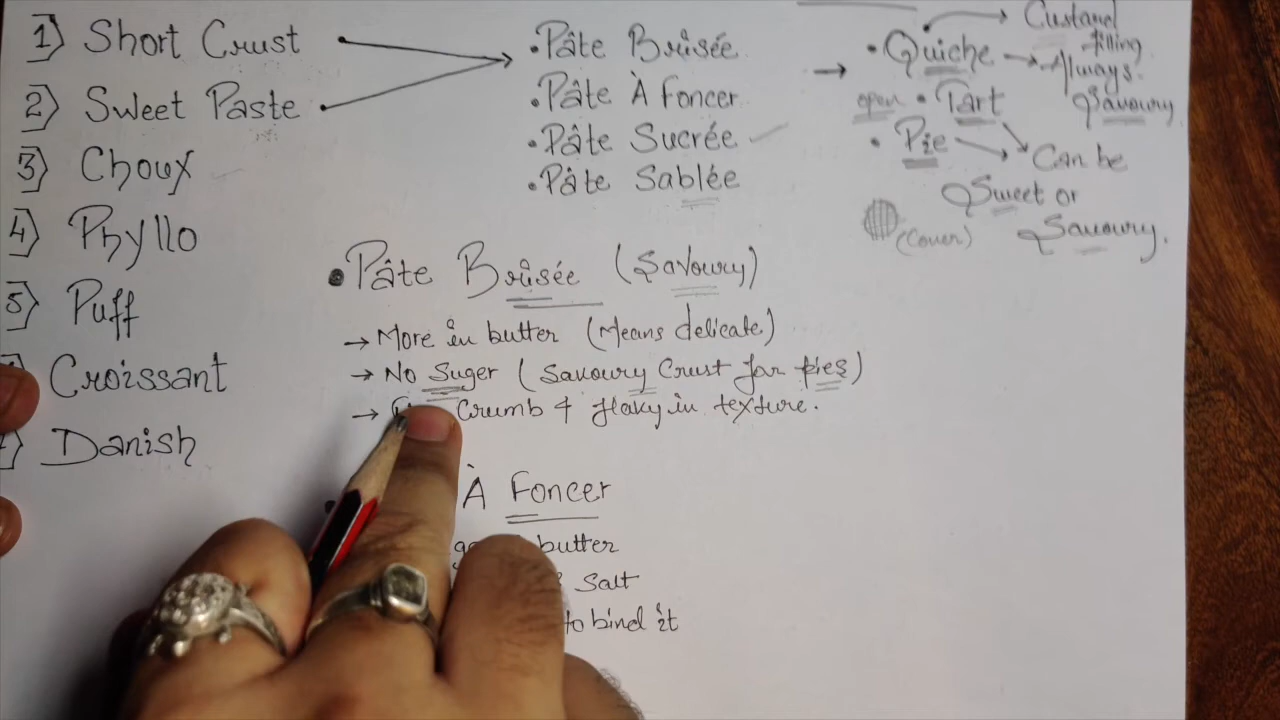 1) Short Crust
2) Sweet Paste
3) Choux
4) Phyllo
5) Puff
Croissant
Danish
• Pâte Brûsée
• Pâte À Foncer
• Pâte Sucrée
• Pâte Sablée
→ • Quiche → Custard filling
Always Savoury
open • Tart
• Pie → Can be
Sweet or
Savoury.
(Cover)
• Pâte Brûsée (Savoury)
→ More in butter (Means delicate)
→ No Suger (Savoury Crust for pies)
→ Crumb & flaky in texture.
À Foncer
butter
Salt
to bind it